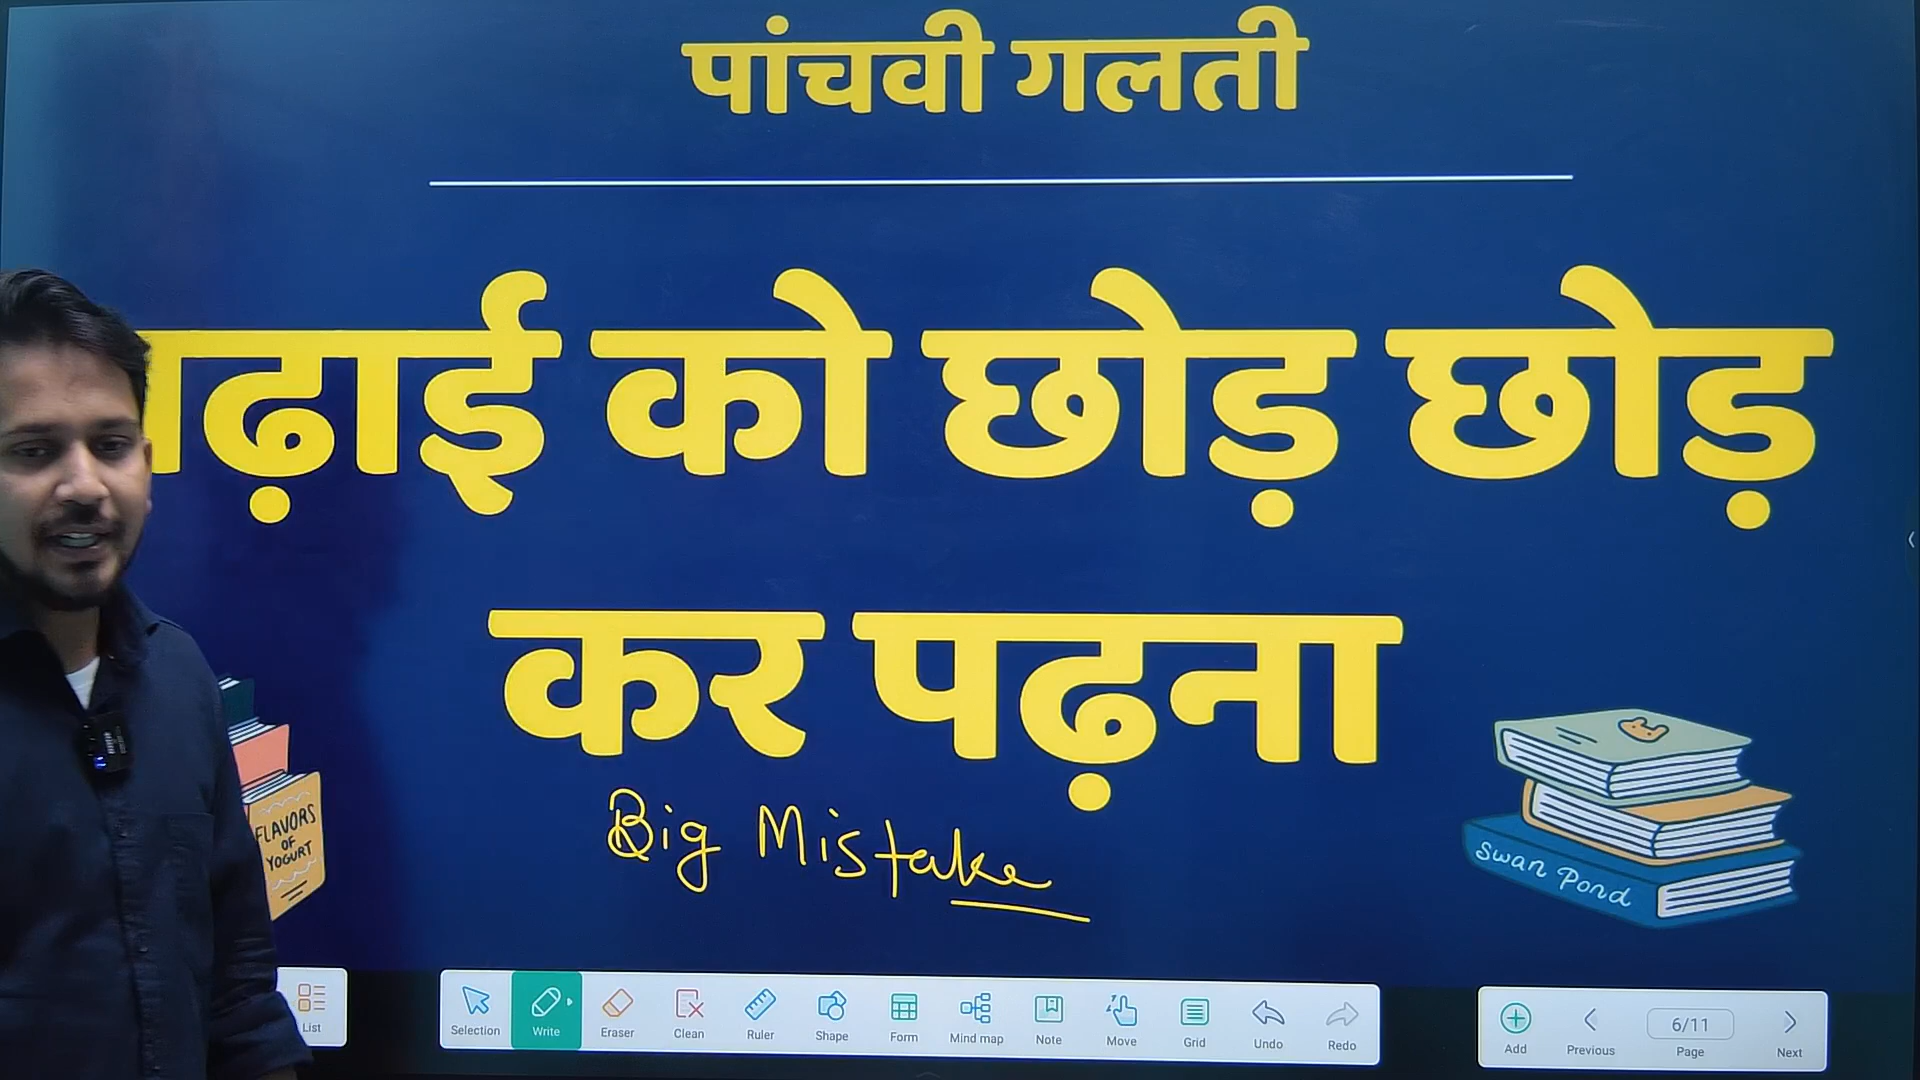 पांचवी गलती
पढ़ाई को छोड़ छोड़
कर पढ़ना
Big Mistake
FLAVORS
OF
YOGURT
Swan Pond
List
Selection
Write
Eraser
Clean
Ruler
Shape
Form
Mind map
Note
Move
Grid
Undo
Redo
Add
Previous
6/11
Page
Next